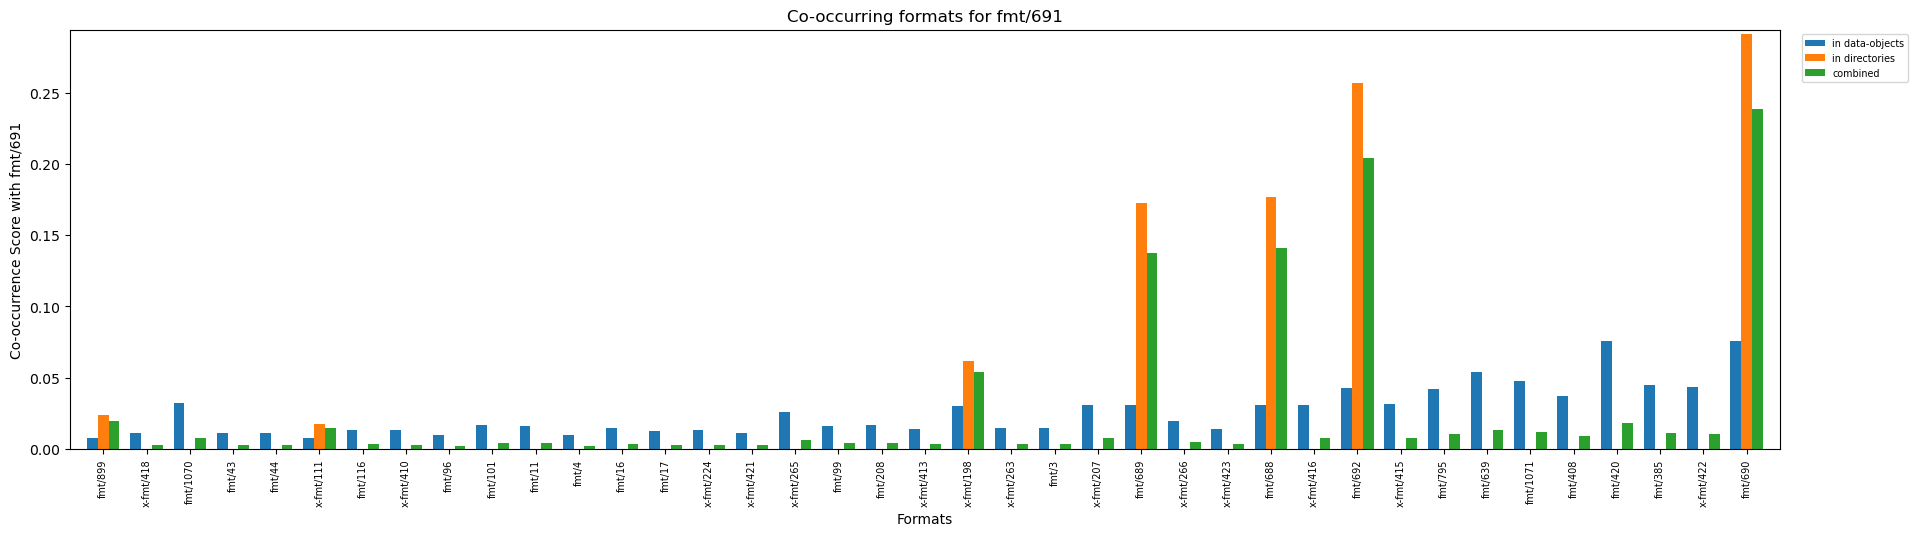 Co-occurring formats for fmt/691
in data-objects
in directories
combined
Co-occurrence Score with fmt/691
0.25
0.20
0.15
0.10
0.05
0.00
fmt/899
x-fmt/418
fmt/1070
fmt/43
fmt/44
x-fmt/111
fmt/116
x-fmt/410
fmt/96
fmt/101
fmt/11
fmt/4
fmt/16
fmt/17
x-fmt/224
x-fmt/421
x-fmt/265
fmt/99
fmt/208
x-fmt/413
x-fmt/198
x-fmt/263
fmt/3
x-fmt/207
fmt/689
x-fmt/266
x-fmt/423
fmt/688
x-fmt/416
fmt/692
x-fmt/415
fmt/795
fmt/639
fmt/1071
fmt/408
fmt/420
fmt/385
x-fmt/422
fmt/690
Formats